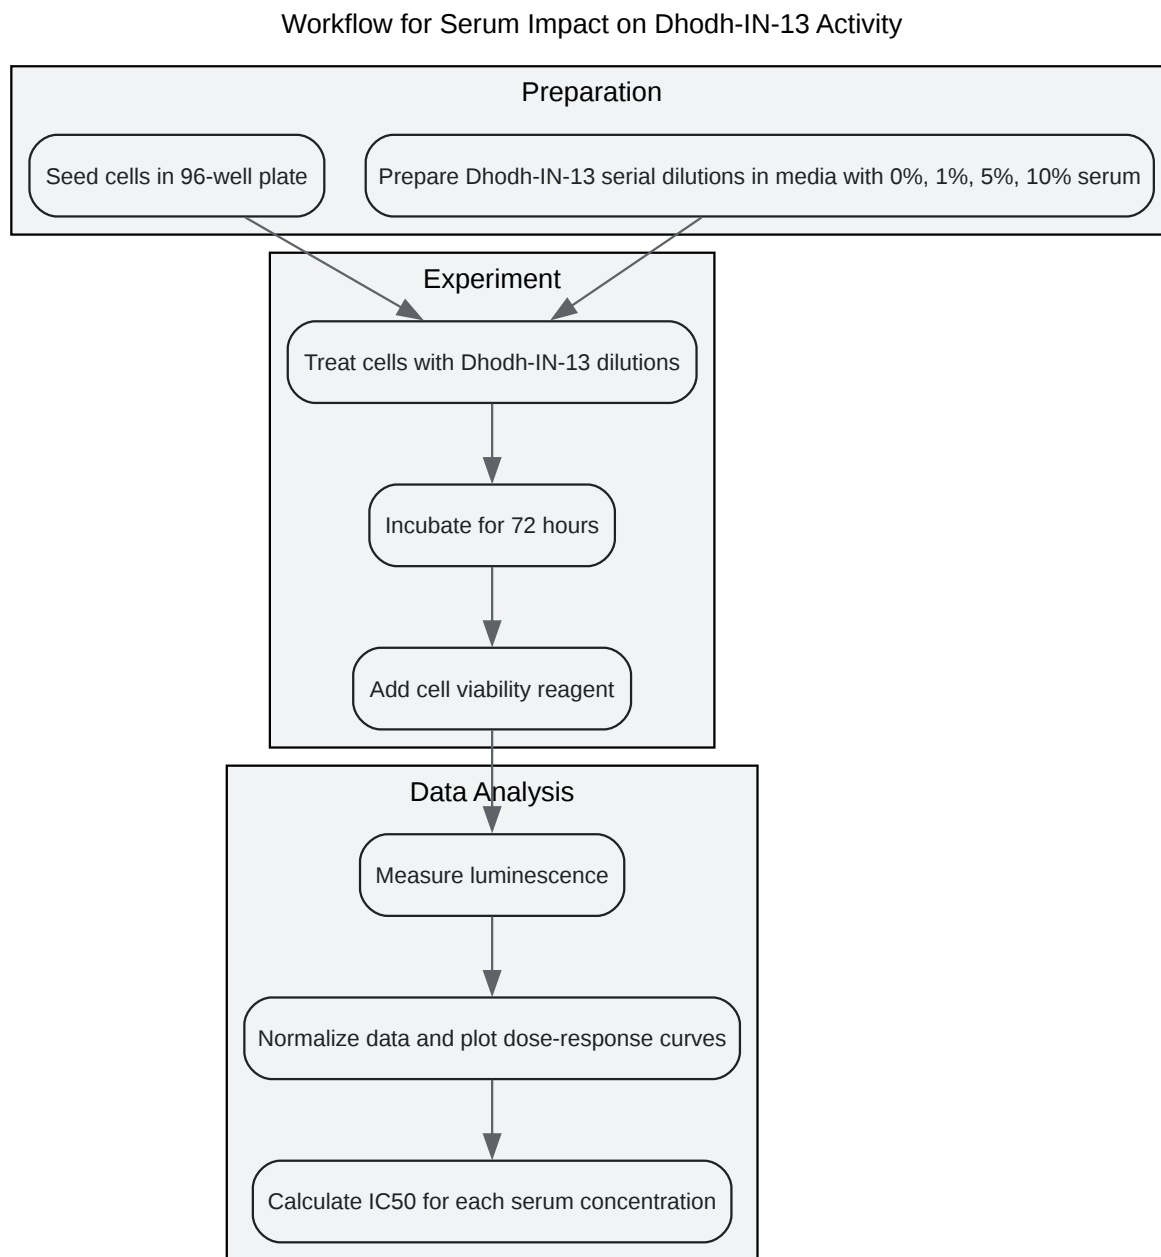 Workflow for Serum Impact on Dhodh-IN-13 Activity
Preparation
Seed cells in 96-well plate
Prepare Dhodh-IN-13 serial dilutions in media with 0%, 1%, 5%, 10% serum
Experiment
Treat cells with Dhodh-IN-13 dilutions
Incubate for 72 hours
Add cell viability reagent
Data Analysis
Measure luminescence
Normalize data and plot dose-response curves
Calculate IC50 for each serum concentration